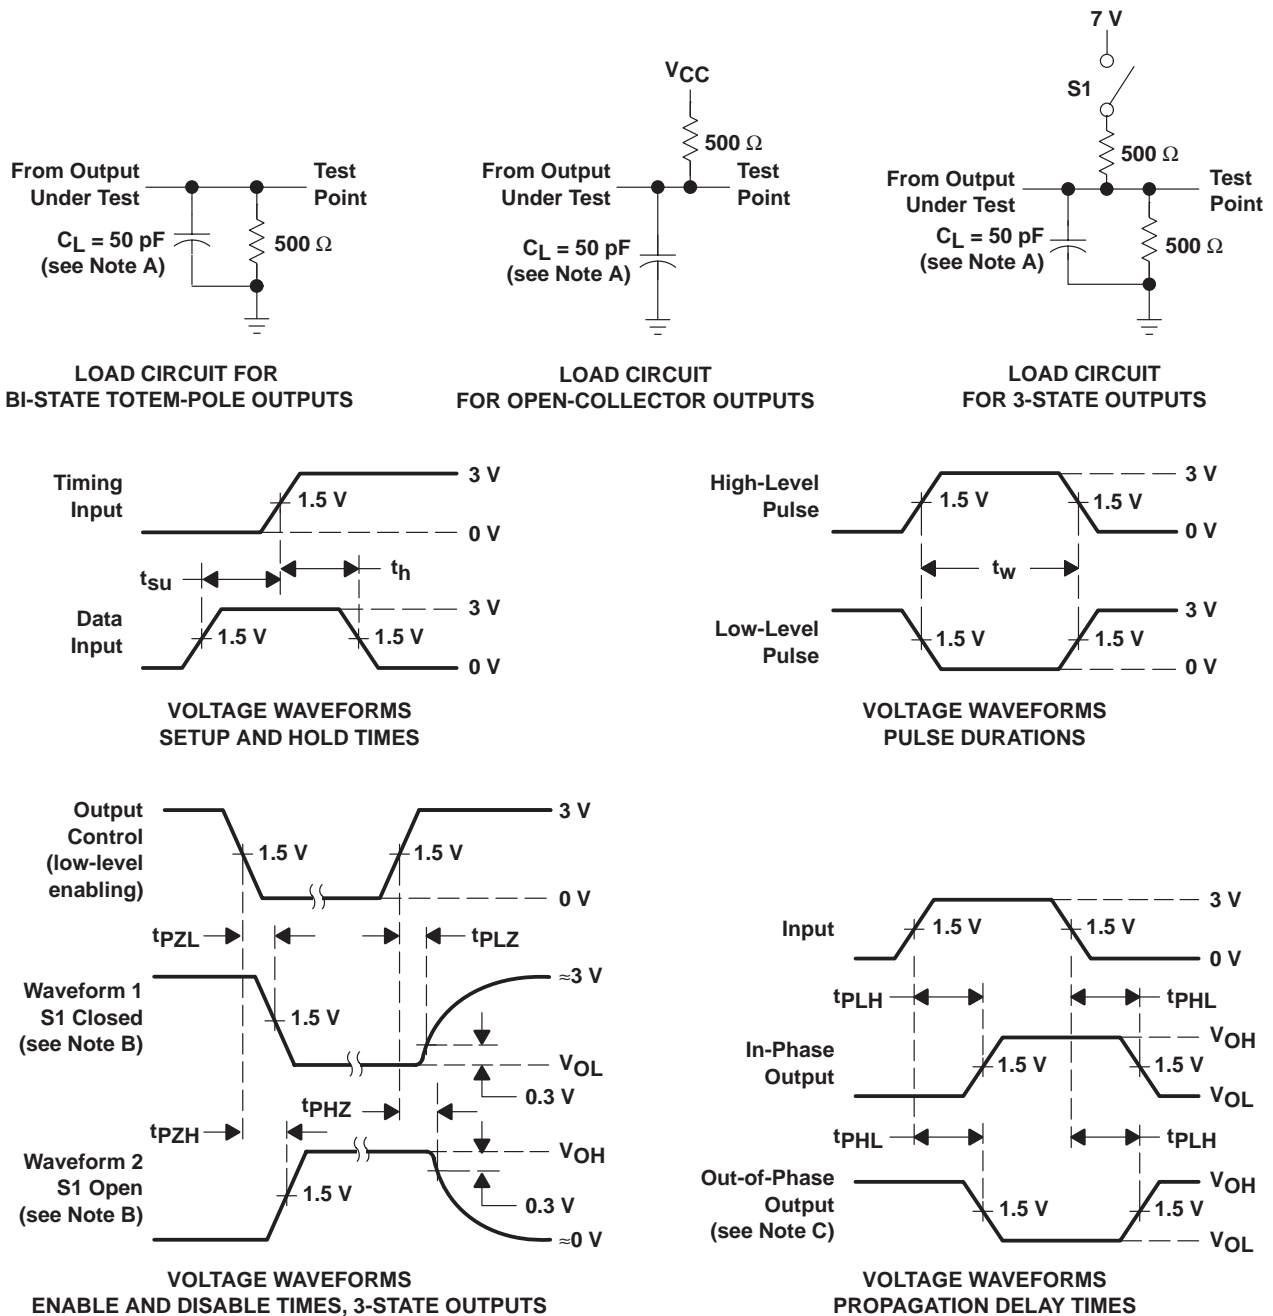 7 V
S1
500 Ω
From Output
Under Test
Test
Point
CL = 50 pF
(see Note A)
500 Ω
LOAD CIRCUIT FOR
BI-STATE TOTEM-POLE OUTPUTS
VCC
500 Ω
From Output
Under Test
Test
Point
CL = 50 pF
(see Note A)
LOAD CIRCUIT
FOR OPEN-COLLECTOR OUTPUTS
From Output
Under Test
Test
Point
CL = 50 pF
(see Note A)
500 Ω
LOAD CIRCUIT
FOR 3-STATE OUTPUTS
Timing
Input
3 V
1.5 V
0 V
tsu
th
Data
Input
3 V
1.5 V
1.5 V
0 V
VOLTAGE WAVEFORMS
SETUP AND HOLD TIMES
High-Level
Pulse
3 V
1.5 V
1.5 V
0 V
tw
Low-Level
Pulse
3 V
1.5 V
1.5 V
0 V
VOLTAGE WAVEFORMS
PULSE DURATIONS
Output
Control
(low-level
enabling)
3 V
1.5 V
1.5 V
0 V
tPZL
tPLZ
Waveform 1
S1 Closed
(see Note B)
≈3 V
1.5 V
VOL
0.3 V
tPHZ
tPZH
Waveform 2
S1 Open
(see Note B)
VOH
1.5 V
0.3 V
≈0 V
VOLTAGE WAVEFORMS
ENABLE AND DISABLE TIMES, 3-STATE OUTPUTS
Input
3 V
1.5 V
1.5 V
0 V
tPLH
tPHL
In-Phase
Output
VOH
1.5 V
1.5 V
VOL
tPHL
tPLH
Out-of-Phase
Output
(see Note C)
VOH
1.5 V
1.5 V
VOL
VOLTAGE WAVEFORMS
PROPAGATION DELAY TIMES